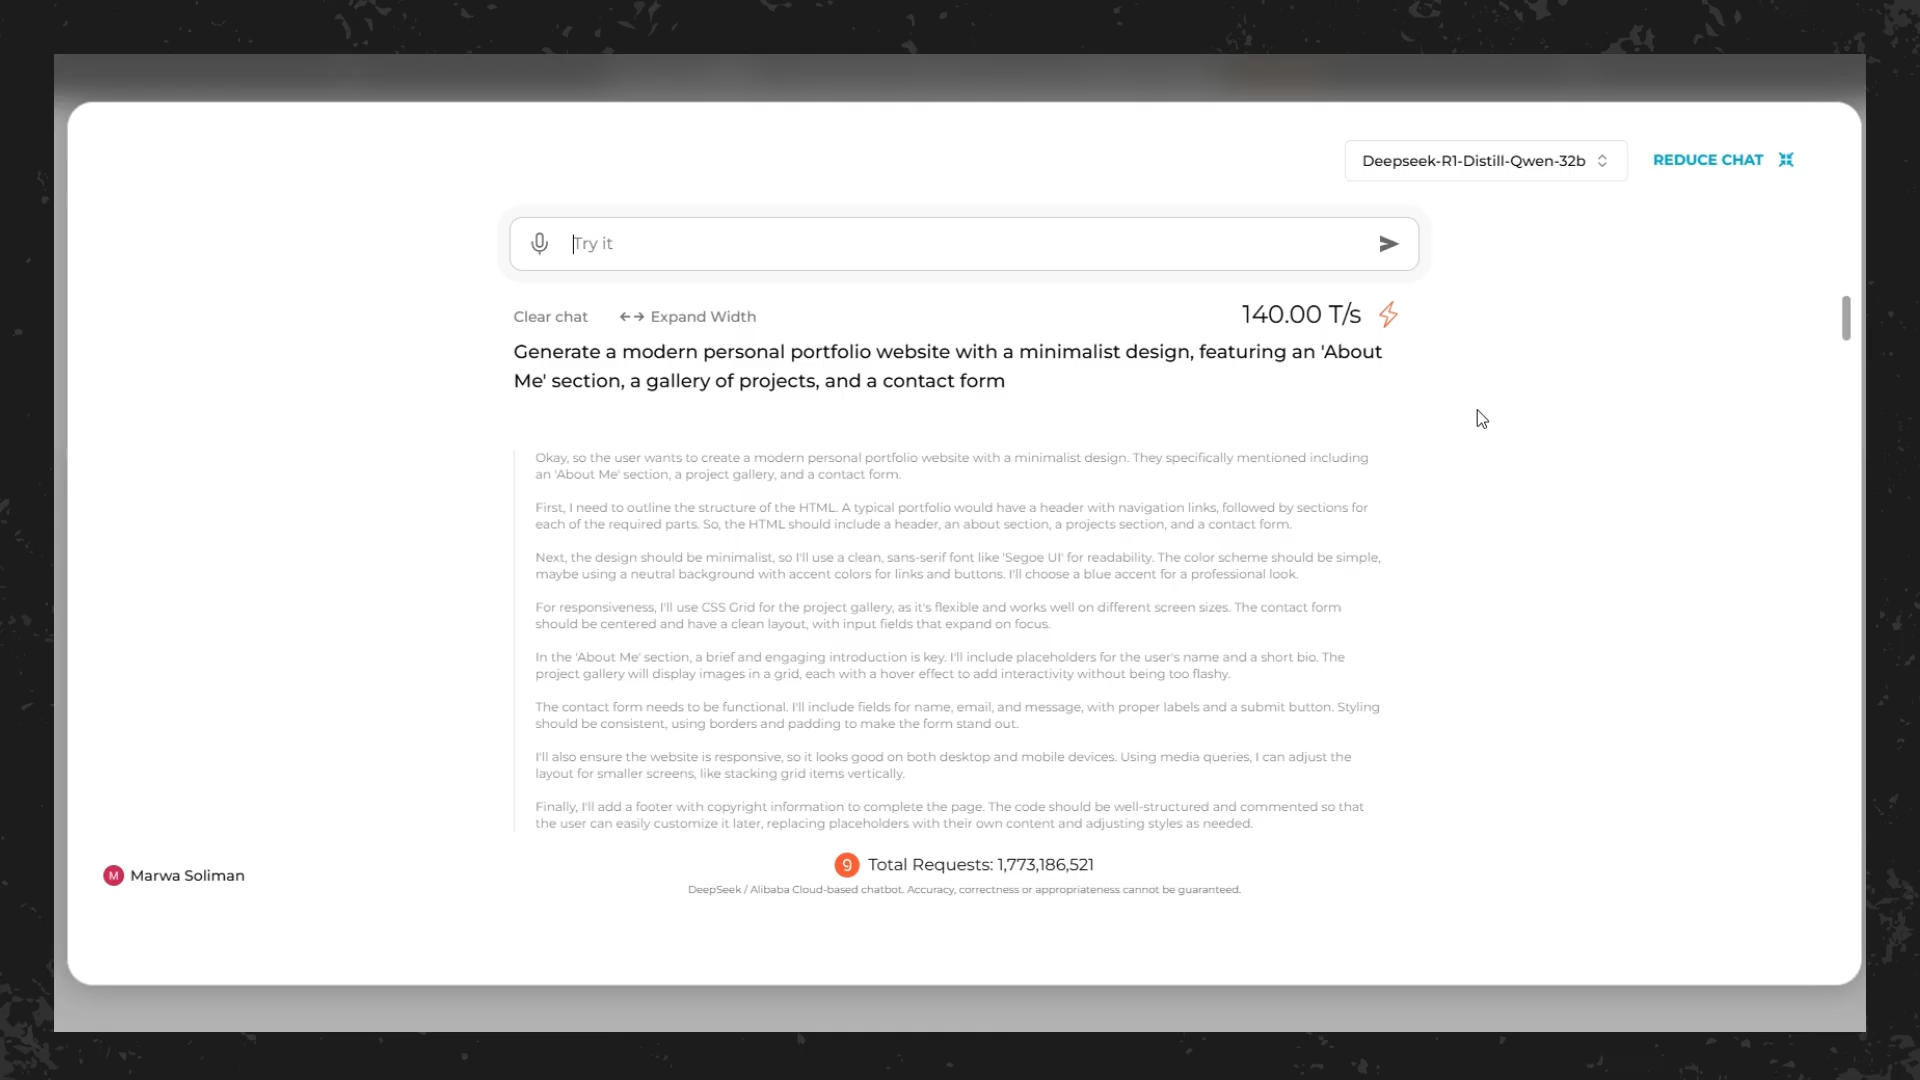 Deepseek-R1-Distill-Qwen-32b
REDUCE CHAT
Try it
Clear chat
Expand Width
140.00 T/s
Generate a modern personal portfolio website with a minimalist design, featuring an 'About
Me' section, a gallery of projects, and a contact form
Okay, so the user wants to create a modern personal portfolio website with a minimalist design. They specifically mentioned including
an 'About Me' section, a project gallery, and a contact form.
First, I need to outline the structure of the HTML. A typical portfolio would have a header with navigation links, followed by sections for
each of the required parts. So, the HTML should include a header, an about section, a projects section, and a contact form.
Next, the design should be minimalist, so I'll use a clean, sans-serif font like 'Segoe UI' for readability. The color scheme should be simple,
maybe using a neutral background with accent colors for links and buttons. I'll choose a blue accent for a professional look.
For responsiveness, I'll use CSS Grid for the project gallery, as it's flexible and works well on different screen sizes. The contact form
should be centered and have a clean layout, with input fields that expand on focus.
In the 'About Me' section, a brief and engaging introduction is key. I'll include placeholders for the user's name and a short bio. The
project gallery will display images in a grid, each with a hover effect to add interactivity without being too flashy.
The contact form needs to be functional. I'll include fields for name, email, and message, with proper labels and a submit button. Styling
should be consistent, using borders and padding to make the form stand out.
I'll also ensure the website is responsive, so it looks good on both desktop and mobile devices. Using media queries, I can adjust the
layout for smaller screens, like stacking grid items vertically.
Finally, I'll add a footer with copyright information to complete the page. The code should be well-structured and commented so that
the user can easily customize it later, replacing placeholders with their own content and adjusting styles as needed.
9 Total Requests: 1,773,186,521
M Marwa Soliman
DeepSeek / Alibaba Cloud-based chatbot. Accuracy, correctness or appropriateness cannot be guaranteed.